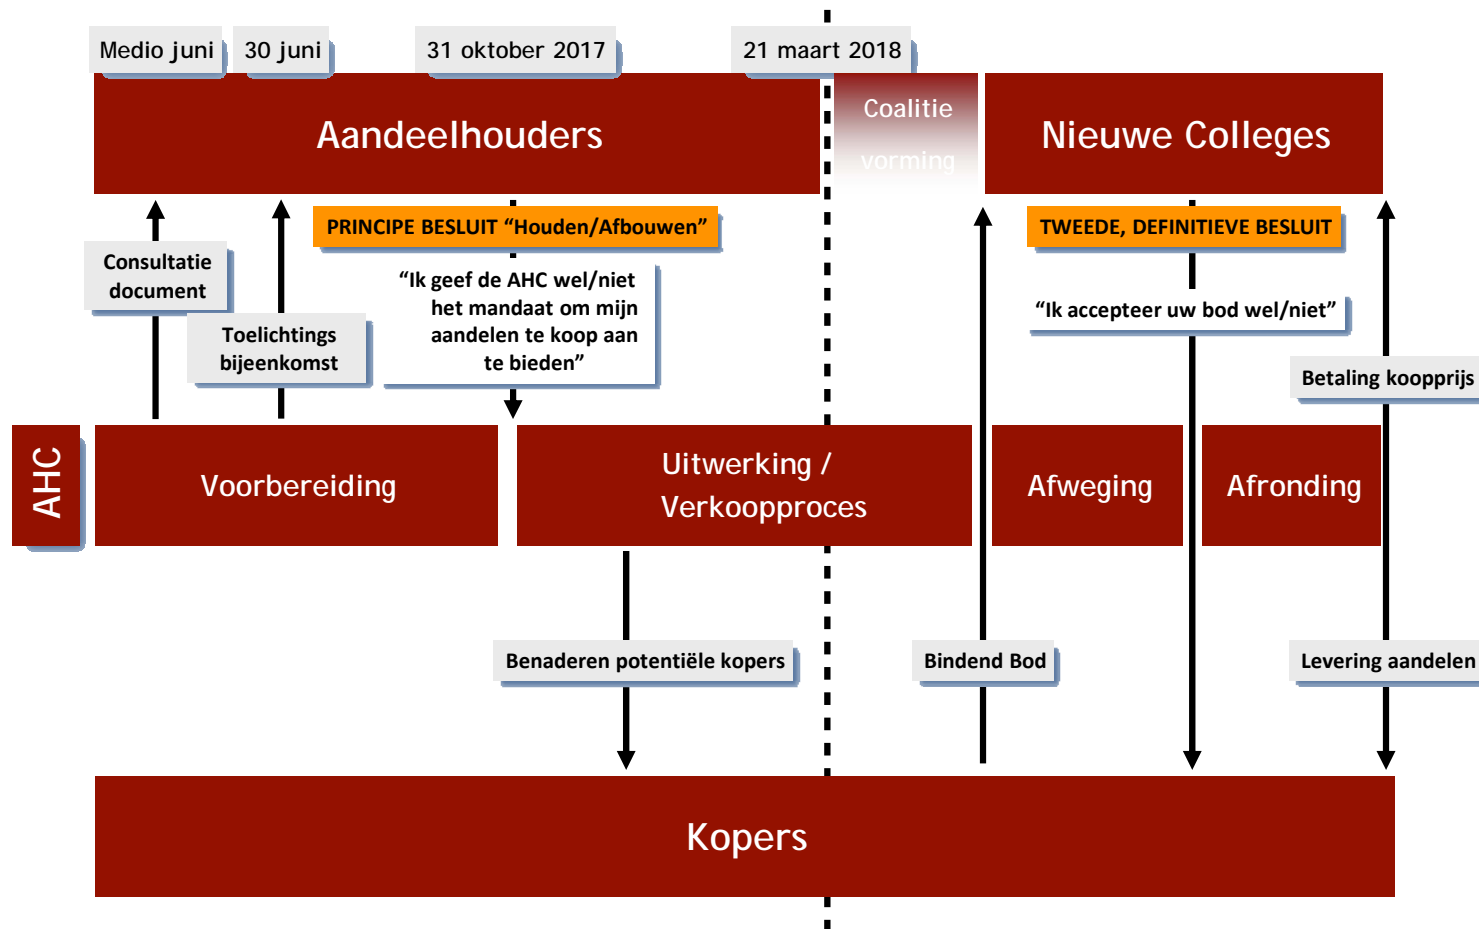 Medio juni
30 juni
31 oktober 2017
21 maart 2018
Aandeelhouders
Coalitie
vorming
Nieuwe Colleges
PRINCIPE BESLUIT “Houden/Afbouwen”
TWEEDE, DEFINITIEVE BESLUIT
Consultatie
document
“Ik geef de AHC wel/niet
het mandaat om mijn
aandelen te koop aan
te bieden”
“Ik accepteer uw bod wel/niet”
Toelichtings
bijeenkomst
Betaling koopprijs
AHC
Voorbereiding
Uitwerking /
Verkoopproces
Afweging
Afronding
Benaderen potentiële kopers
Bindend Bod
Levering aandelen
Kopers